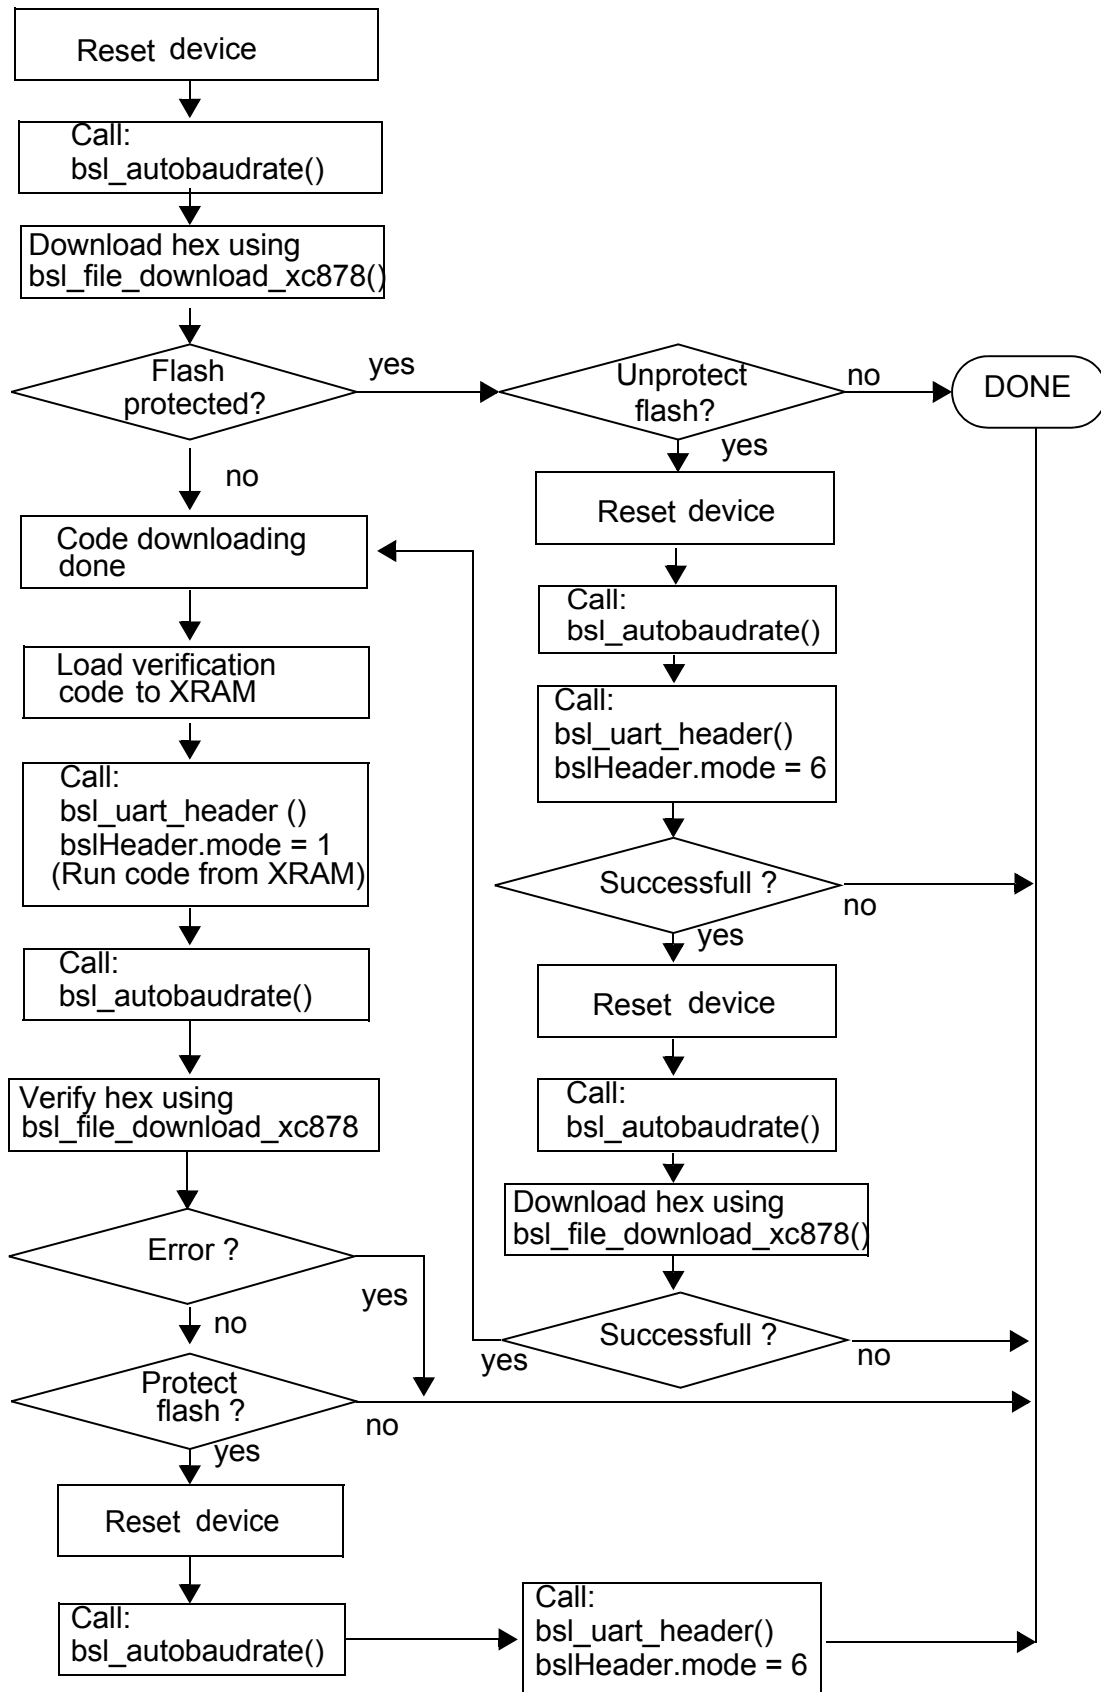 Reset device
Call:
bsl_autobaudrate()
Download hex using
bsl_file_download_xc878()
Flash
protected?
yes
no
Unprotect
flash?
no
yes
DONE
Code downloading
done
Load verification
code to XRAM
Call:
bsl_uart_header ()
bslHeader.mode = 1
(Run code from XRAM)
Call:
bsl_autobaudrate()
Verify hex using
bsl_file_download_xc878
Error ?
yes
no
Protect
flash ?
no
yes
Reset device
Call:
bsl_autobaudrate()
Call:
bsl_uart_header()
bslHeader.mode = 6
Reset device
Call:
bsl_autobaudrate()
Call:
bsl_uart_header()
bslHeader.mode = 6
Successfull ?
no
yes
Reset device
Call:
bsl_autobaudrate()
Download hex using
bsl_file_download_xc878()
Successfull ?
yes
no